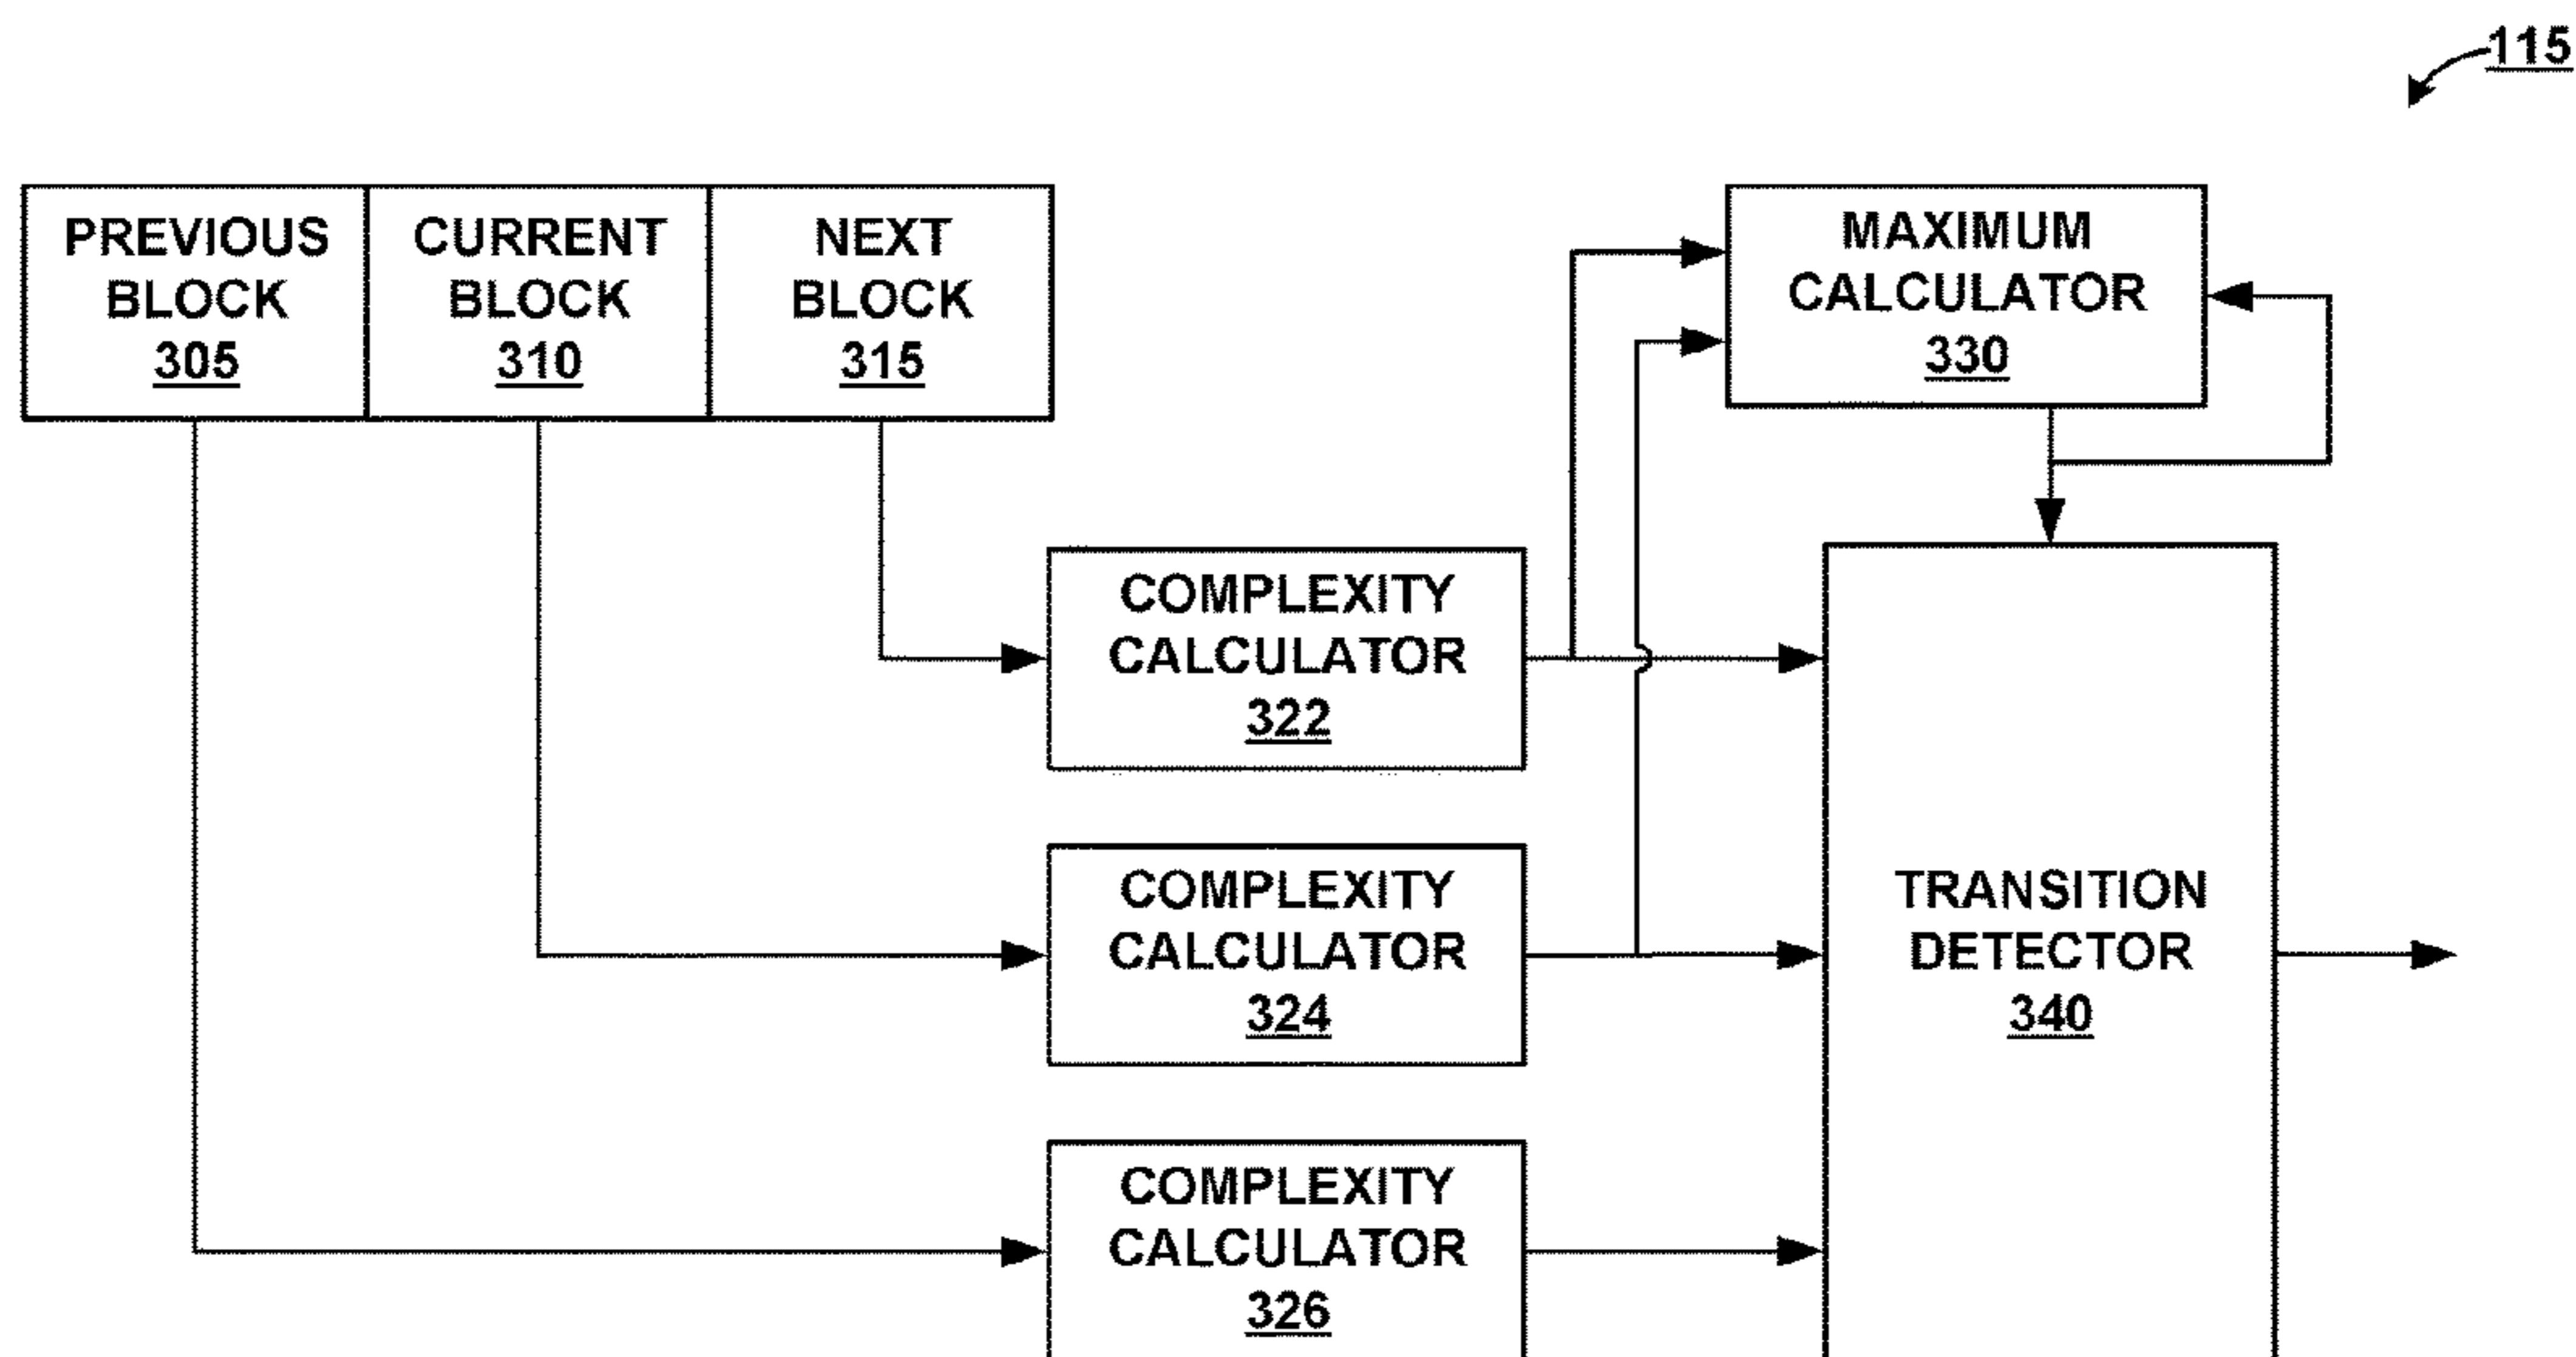 115
PREVIOUS
BLOCK
305
CURRENT
BLOCK
310
NEXT
BLOCK
315
MAXIMUM
CALCULATOR
330
COMPLEXITY
CALCULATOR
322
COMPLEXITY
CALCULATOR
324
TRANSITION
DETECTOR
340
COMPLEXITY
CALCULATOR
326